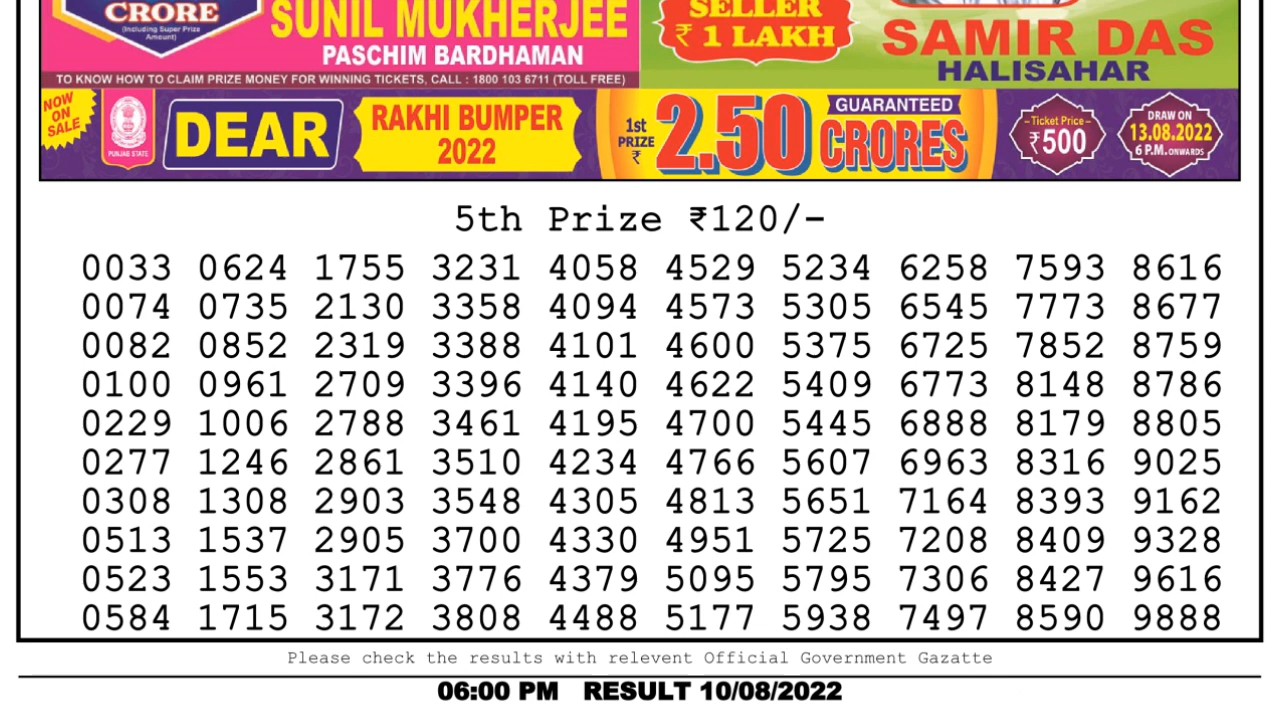 CRORE
(Including Super Prize
Amount)
SUNIL MUKHERJEE
PASCHIM BARDHAMAN
SELLER
₹ 1 LAKH
SAMIR DAS
HALISAHAR
TO KNOW HOW TO CLAIM PRIZE MONEY FOR WINNING TICKETS, CALL : 1800 103 6711 (TOLL FREE)
NOW
ON
SALE
PUNJAB STATE
DEAR
RAKHI BUMPER
2022
1st
PRIZE
₹
2.50
GUARANTEED
CRORES
Ticket Price
₹500
DRAW ON
13.08.2022
6 P.M. ONWARDS
5th Prize ₹120/-
0033 0624 1755 3231 4058 4529 5234 6258 7593 8616
0074 0735 2130 3358 4094 4573 5305 6545 7773 8677
0082 0852 2319 3388 4101 4600 5375 6725 7852 8759
0100 0961 2709 3396 4140 4622 5409 6773 8148 8786
0229 1006 2788 3461 4195 4700 5445 6888 8179 8805
0277 1246 2861 3510 4234 4766 5607 6963 8316 9025
0308 1308 2903 3548 4305 4813 5651 7164 8393 9162
0513 1537 2905 3700 4330 4951 5725 7208 8409 9328
0523 1553 3171 3776 4379 5095 5795 7306 8427 9616
0584 1715 3172 3808 4488 5177 5938 7497 8590 9888
Please check the results with relevent Official Government Gazatte
06:00 PM RESULT 10/08/2022